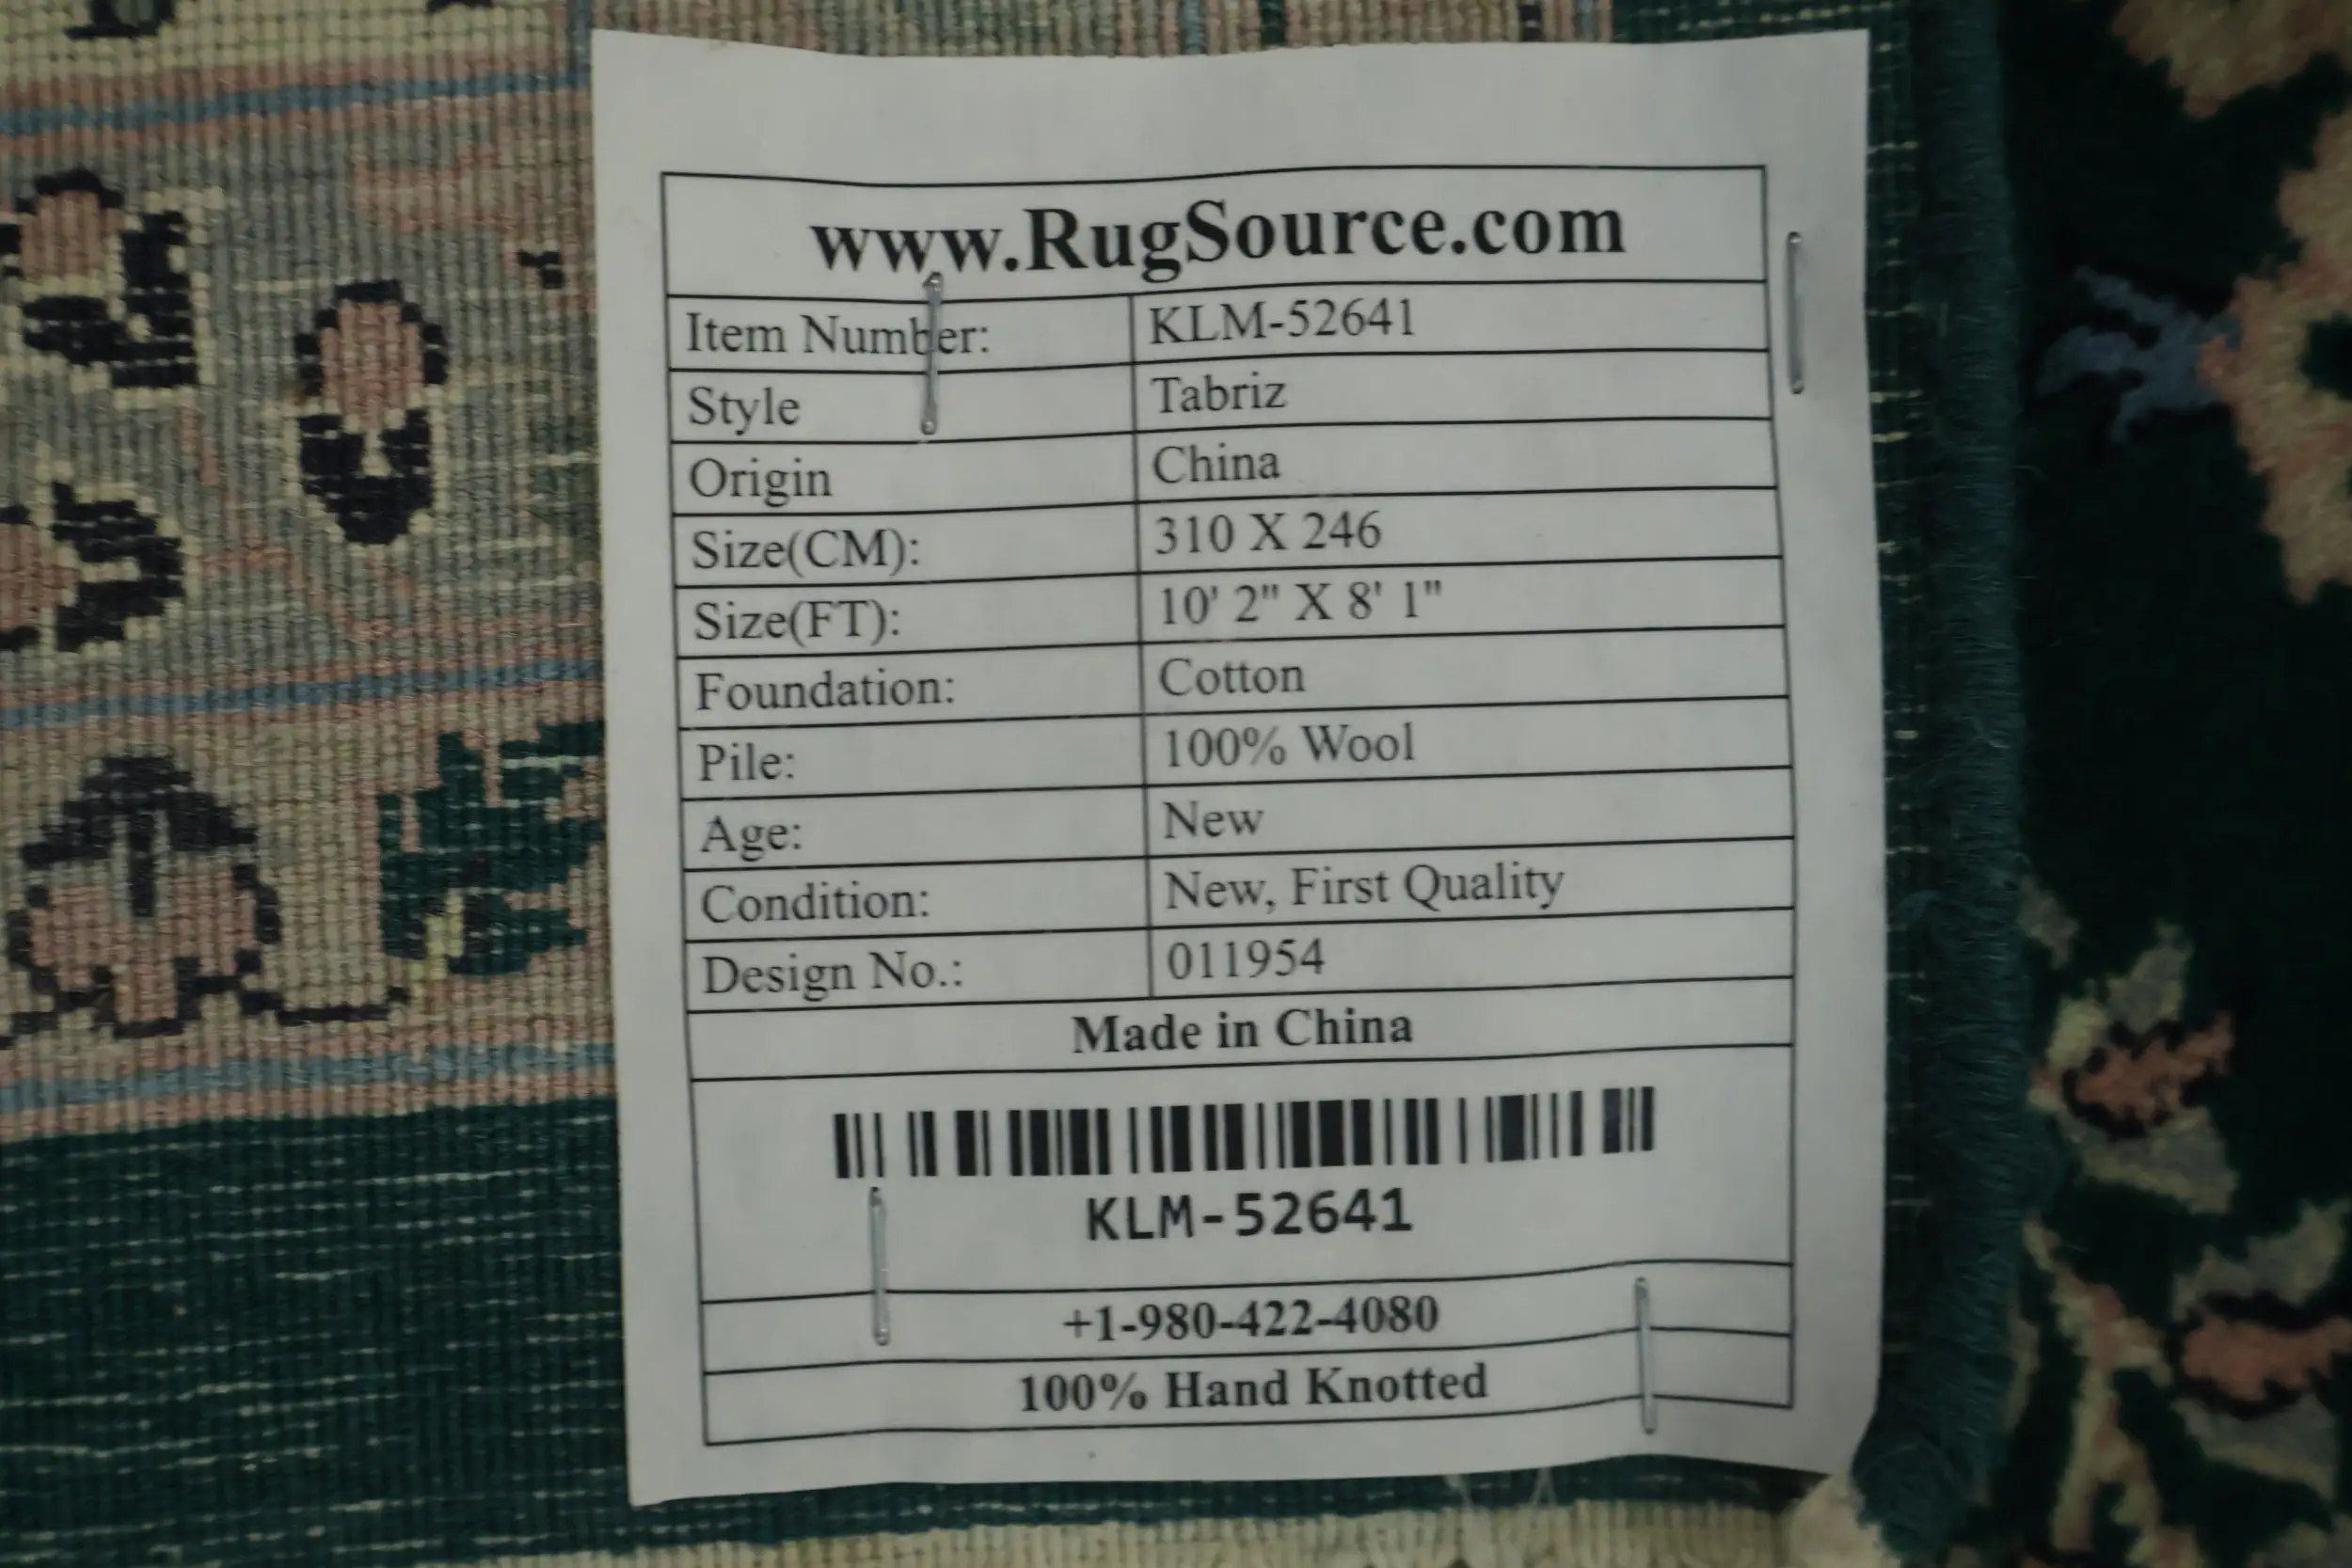 www.RugSource.com
Item Number: KLM-52641
Style Tabriz
Origin China
Size(CM): 310 X 246
Size(FT): 10' 2" X 8' 1"
Foundation: Cotton
Pile: 100% Wool
Age: New
Condition: New, First Quality
Design No.: 011954
Made in China
KLM-52641
+1-980-422-4080
100% Hand Knotted